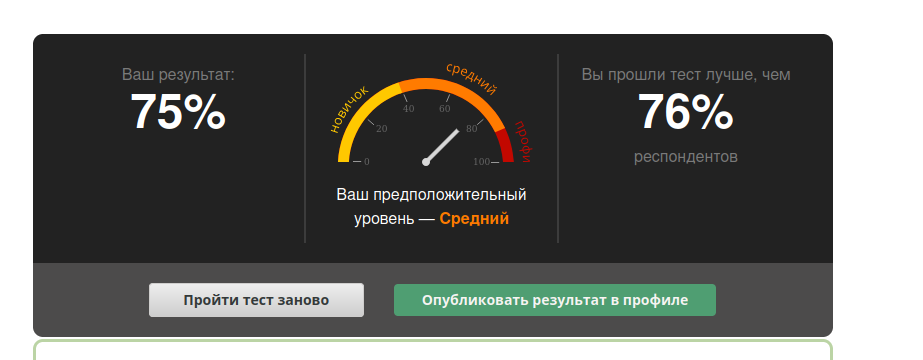 Ваш результат:
75%
новичок
средний
профи
0
20
40
60
80
100
Ваш предположительный
уровень — Средний
Вы прошли тест лучше, чем
76%
респондентов
Пройти тест заново
Опубликовать результат в профиле